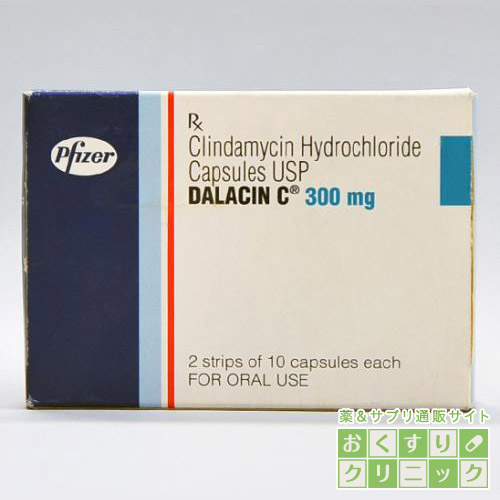 Pfizer
Rx
Clindamycin Hydrochloride
Capsules USP
DALACIN C® 300 mg
2 strips of 10 capsules each
FOR ORAL USE
薬&サプリ通販サイト
おくすり
クリニック